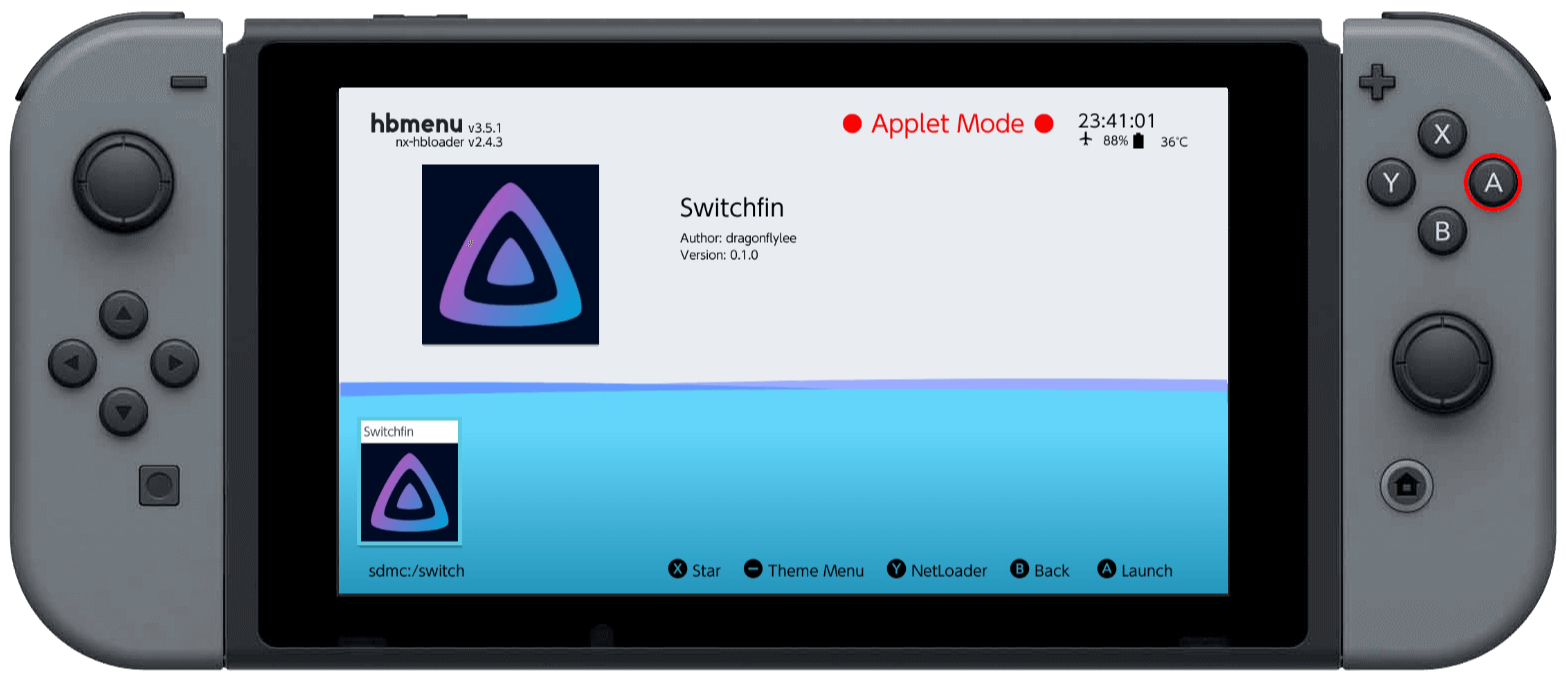 hbmenu v3.5.1
nx-hbloader v2.4.3
Applet Mode
23:41:01
88%
36°C
Switchfin
Author: dragonflylee
Version: 0.1.0
Switchfin
sdmc:/switch
X Star
Theme Menu
Y NetLoader
B Back
A Launch
X
Y
A
B